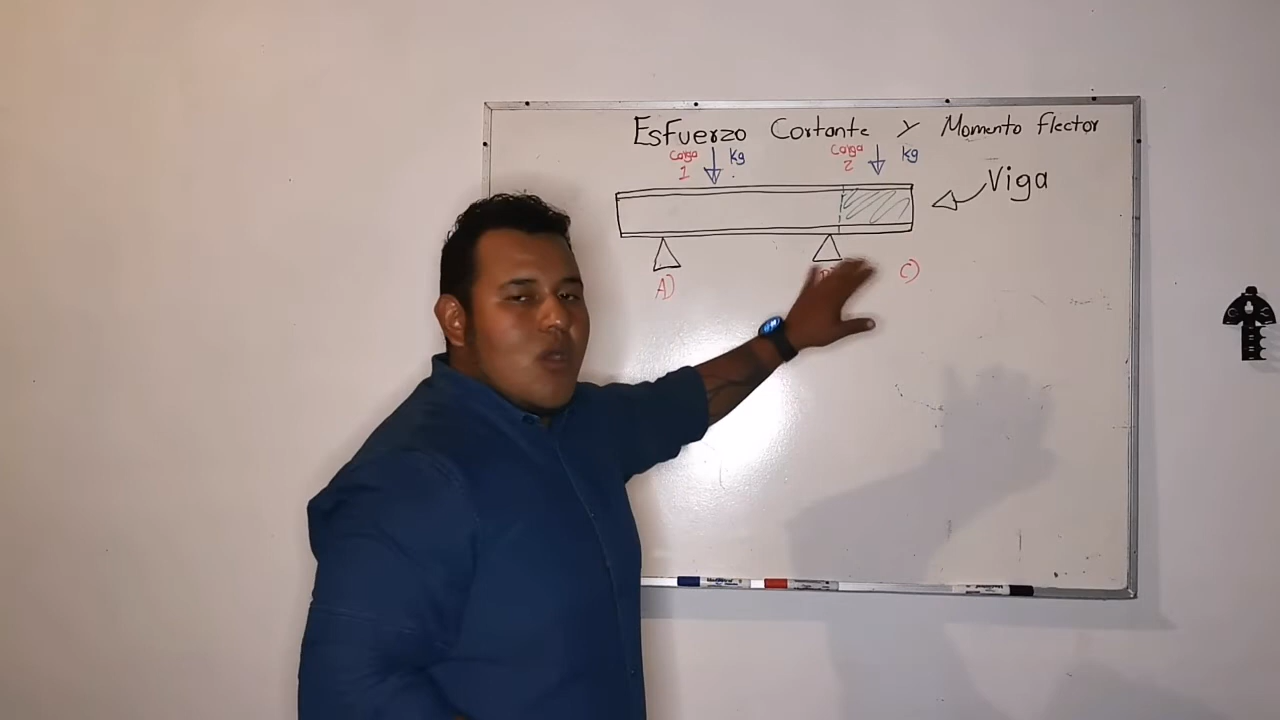 Esfuerzo Cortante y Momento flector
Carga 1 kg
Carga 2 kg
Viga
A)
C)